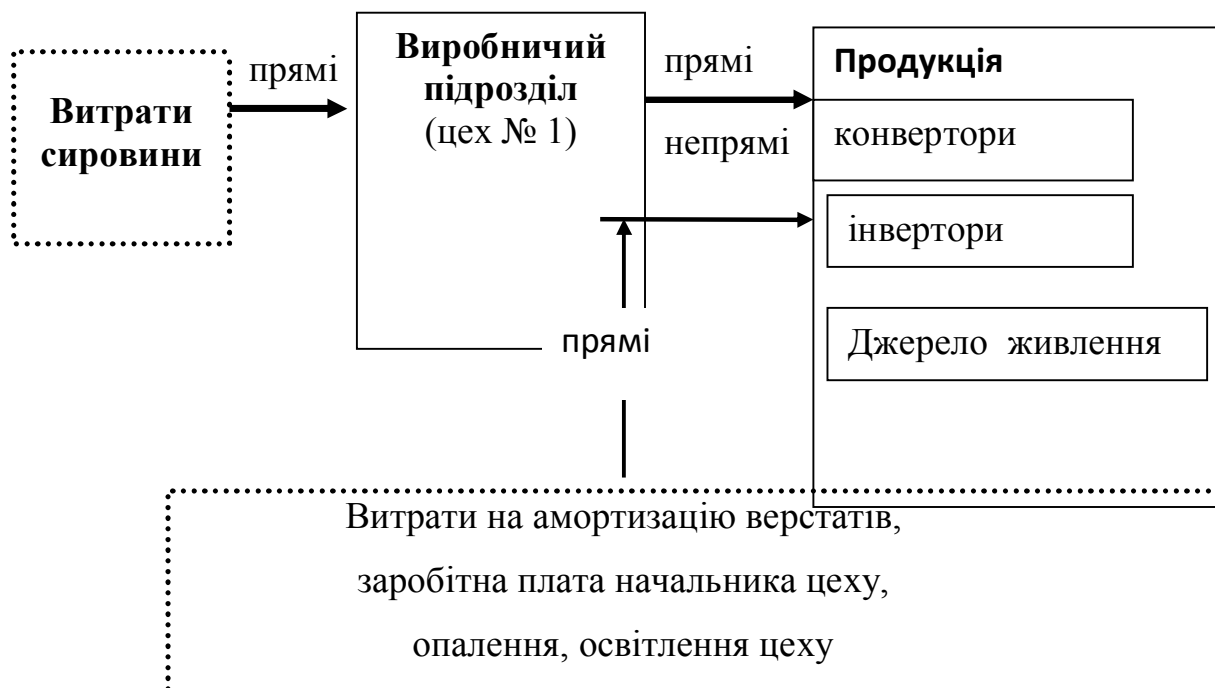 Витрати
сировини
прямі
Виробничий
підрозділ
(цех № 1)
прямі
непрямі
Продукція
конвертори
інвертори
Джерело живлення
прямі
Витрати на амортизацію верстатів,
заробітна плата начальника цеху,
опалення, освітлення цеху